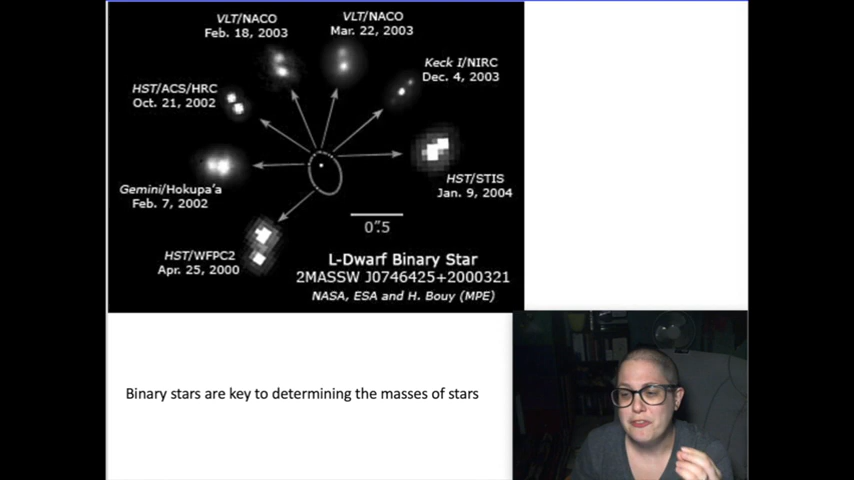 VLT/NACO
Feb. 18, 2003
VLT/NACO
Mar. 22, 2003
Keck I/NIRC
Dec. 4, 2003
HST/ACS/HRC
Oct. 21, 2002
HST/STIS
Jan. 9, 2004
Gemini/Hokupa'a
Feb. 7, 2002
0".5
HST/WFPC2
Apr. 25, 2000
L-Dwarf Binary Star
2MASSW J0746425+2000321
NASA, ESA and H. Bouy (MPE)
Binary stars are key to determining the masses of stars